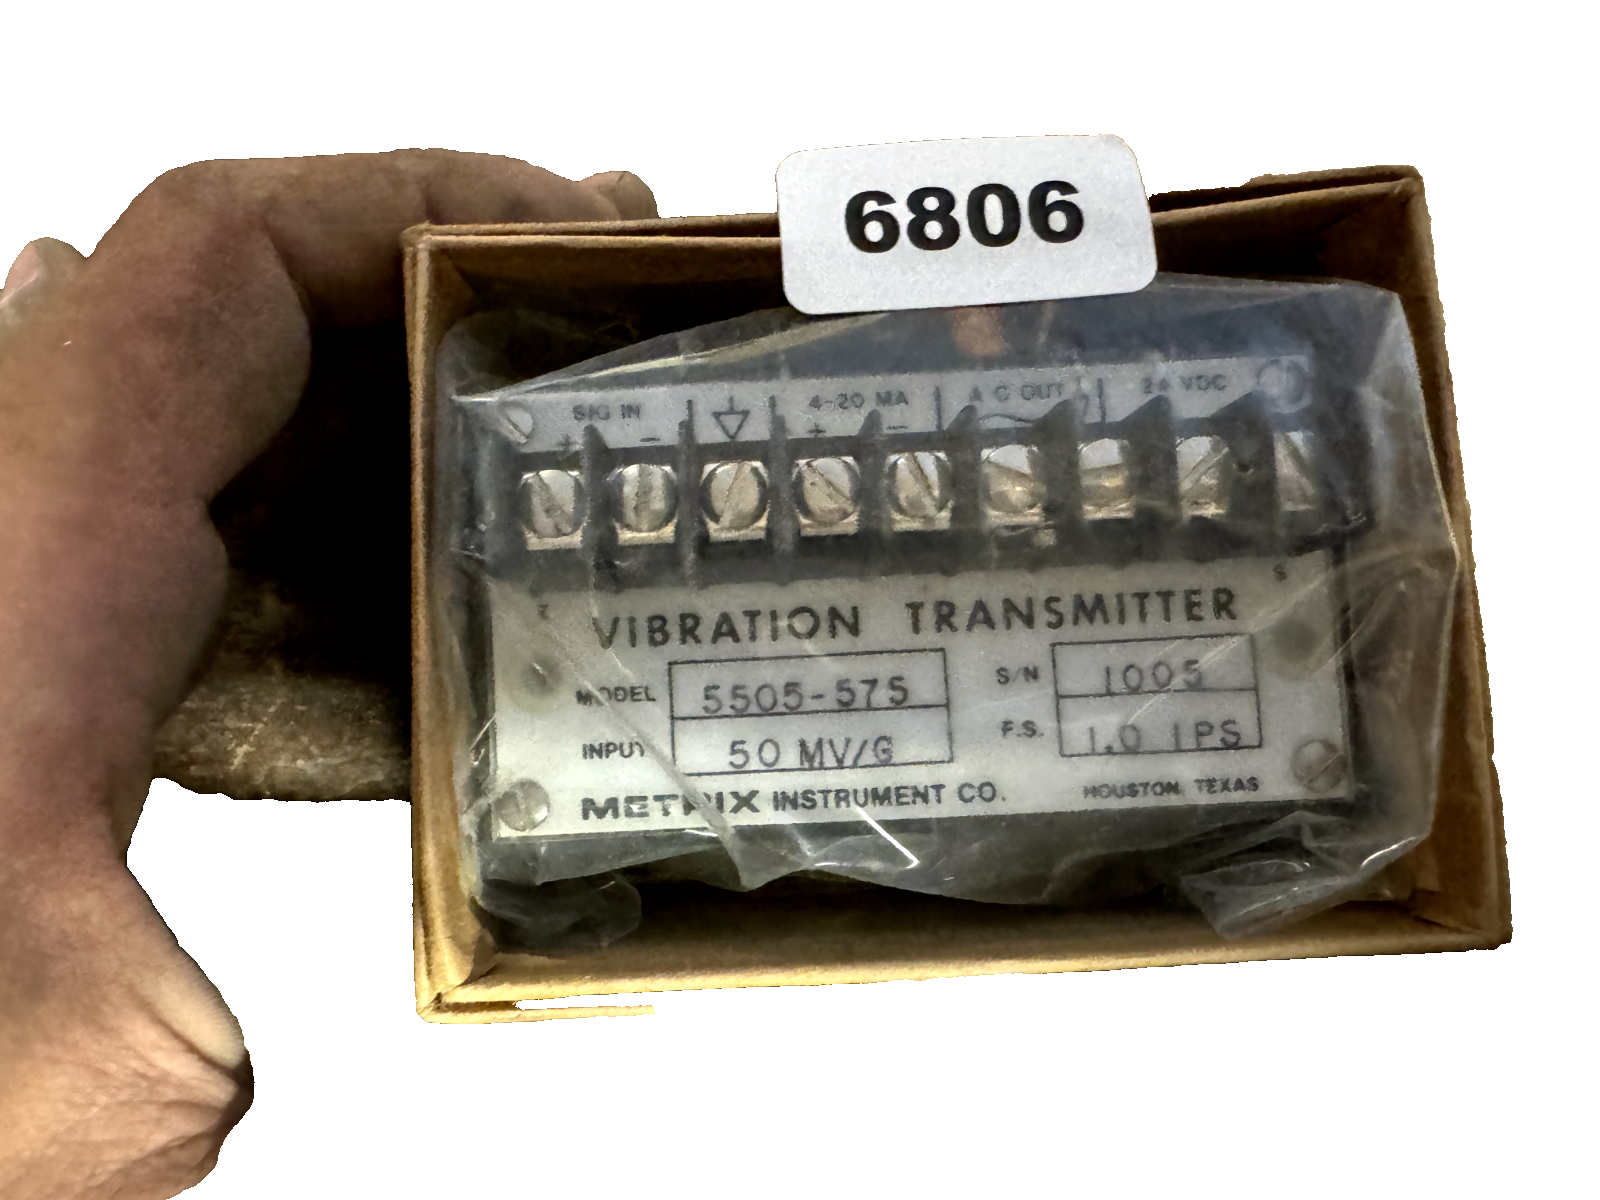 6806
SIG IN 4-20 MA A C OUT 24 VDC
+ - + -
Z S
VIBRATION TRANSMITTER
MODEL 5505-575 S/N 1005
INPUT 50 MV/G F.S. 1.0 IPS
METRIX INSTRUMENT CO. HOUSTON, TEXAS